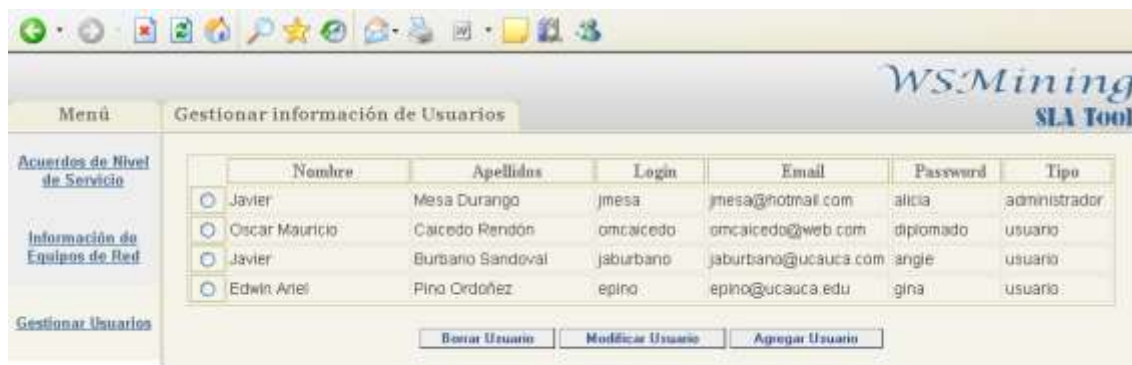 WSMining
SLA Tool
Menú
Gestionar información de Usuarios
Acuerdos de Nivel
de Servicio
Información de
Equipos de Red
Gestionar Usuarios
Nombre Apellidos Login Email Password Tipo
Javier Mesa Durango jmesa jmesa@hotmail.com alicia administrador
Oscar Mauricio Caicedo Rendón omcaicedo omcaicedo@web.com diplomado usuario
Javier Burbano Sandoval jaburbano jaburbano@ucauca.com angie usuario
Edwin Ariel Pino Ordoñez epino epino@ucauca.edu gina usuario
Borrar Usuario Modificar Usuario Agregar Usuario